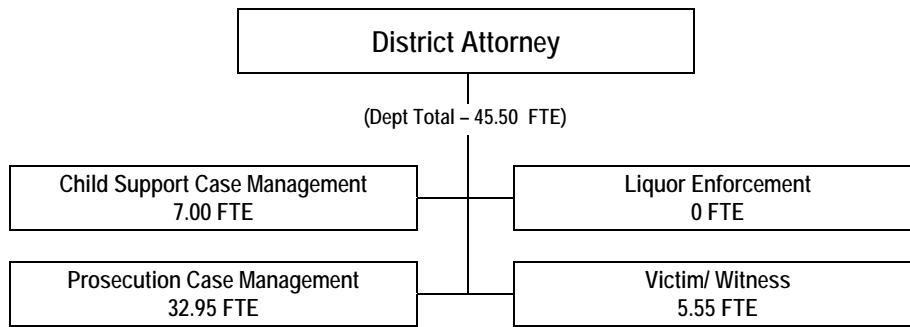 District Attorney
(Dept Total – 45.50 FTE)
Child Support Case Management
7.00 FTE
Liquor Enforcement
0 FTE
Prosecution Case Management
32.95 FTE
Victim/ Witness
5.55 FTE